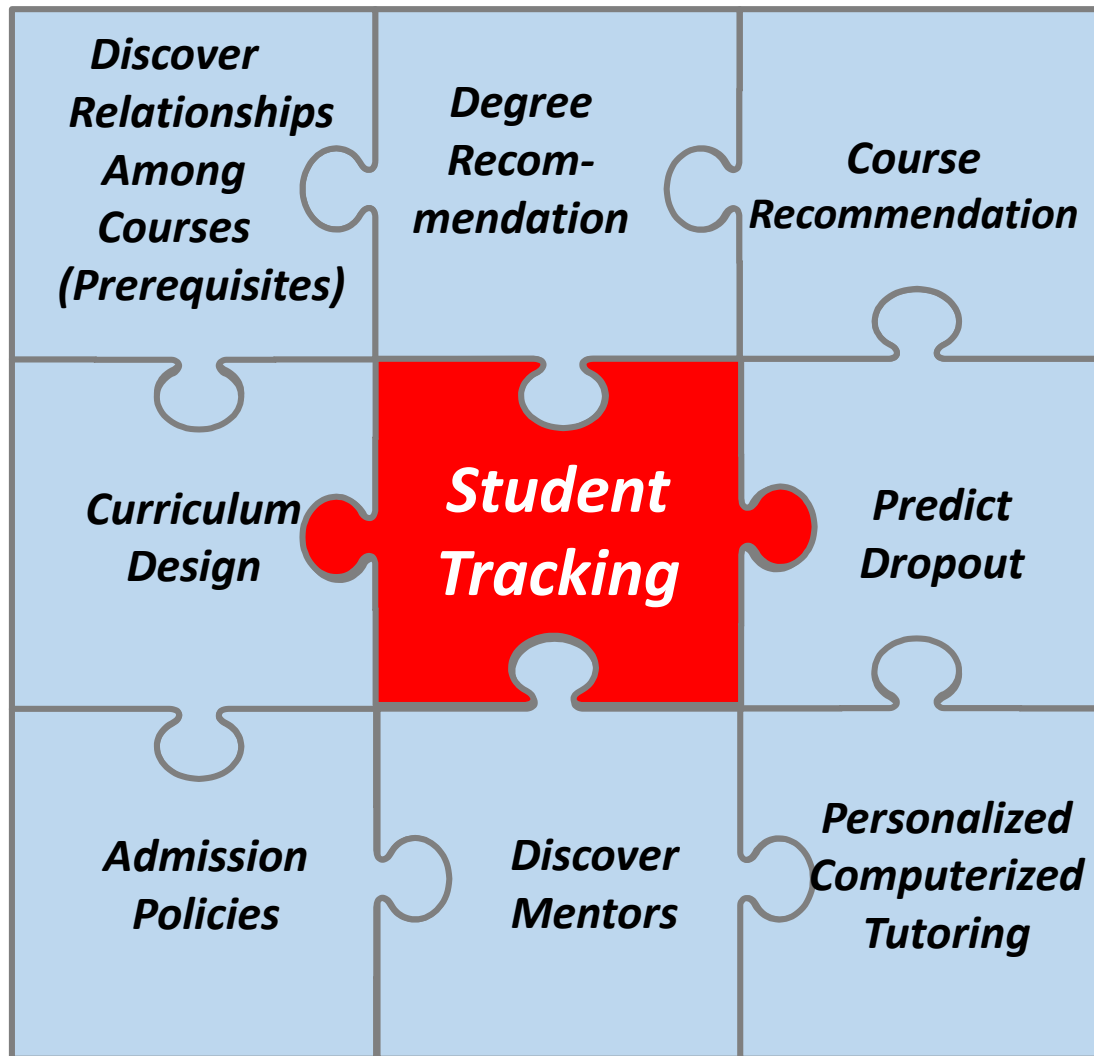 Discover
Relationships
Among
Courses
(Prerequisites)
Degree
Recom-
mendation
Course
Recommendation
Curriculum
Design
Student
Tracking
Predict
Dropout
Admission
Policies
Discover
Mentors
Personalized
Computerized
Tutoring